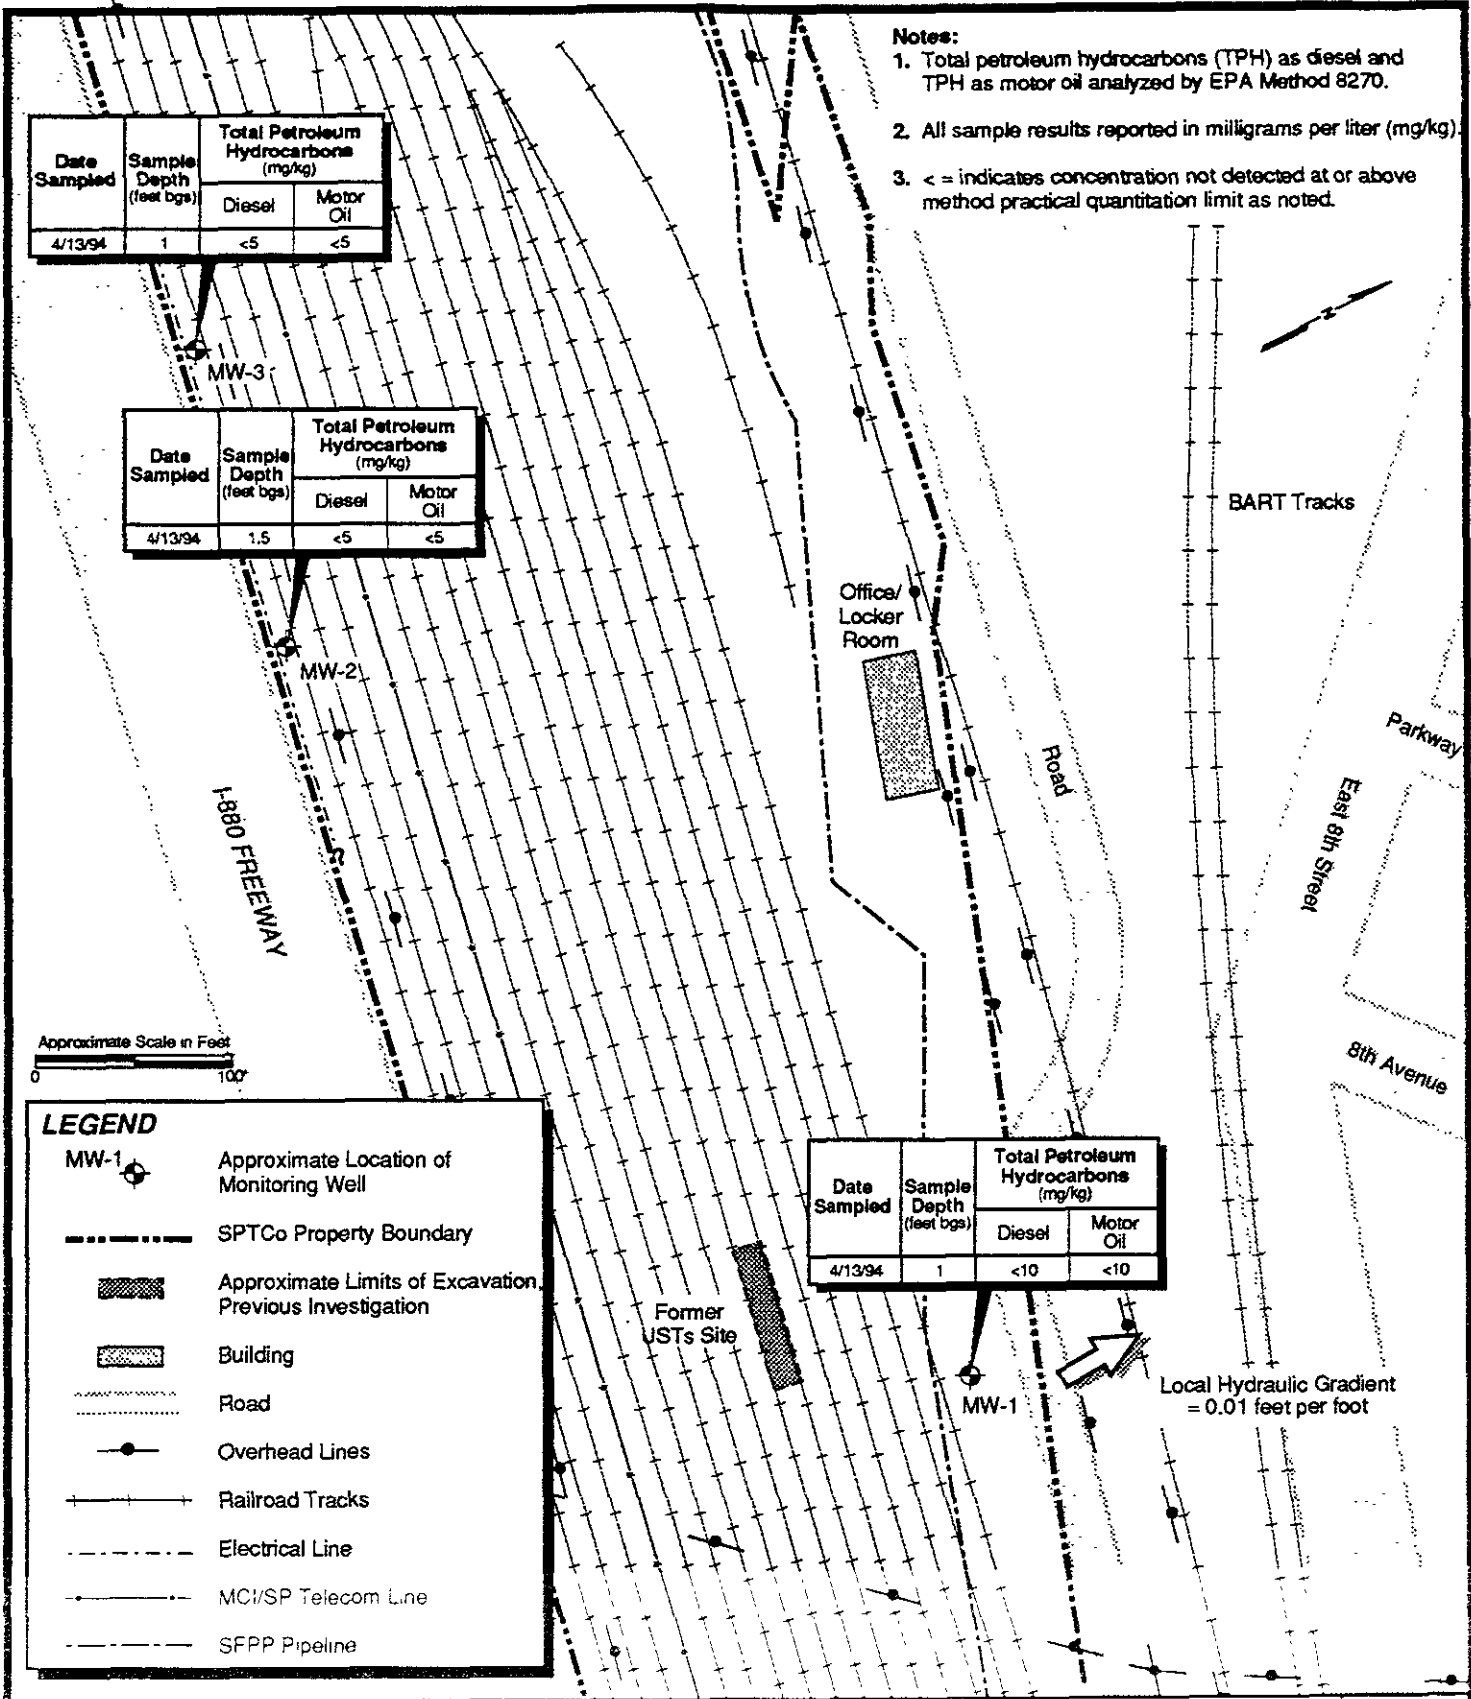 Notes:
1. Total petroleum hydrocarbons (TPH) as diesel and
TPH as motor oil analyzed by EPA Method 8270.
2. All sample results reported in milligrams per liter (mg/kg).
3. < = indicates concentration not detected at or above
method practical quantitation limit as noted.
Date Sampled
Sample Depth (feet bgs)
Total Petroleum Hydrocarbons (mg/kg)
Diesel
Motor Oil
4/13/94 1 <5 <5
MW-3
Date Sampled
Sample Depth (feet bgs)
Total Petroleum Hydrocarbons (mg/kg)
Diesel
Motor Oil
4/13/94 1.5 <5 <5
MW-2
N
BART Tracks
Office/
Locker
Room
Road
Parkway
East 8th Street
8th Avenue
I-880 FREEWAY
Approximate Scale in Feet
0 100'
Date Sampled
Sample Depth (feet bgs)
Total Petroleum Hydrocarbons (mg/kg)
Diesel
Motor Oil
4/13/94 1 <10 <10
MW-1
Former
USTs Site
Local Hydraulic Gradient
= 0.01 feet per foot
LEGEND
MW-1 Approximate Location of
Monitoring Well
SPTCo Property Boundary
Approximate Limits of Excavation,
Previous Investigation
Building
Road
Overhead Lines
Railroad Tracks
Electrical Line
MCI/SP Telecom Line
SFPP Pipeline